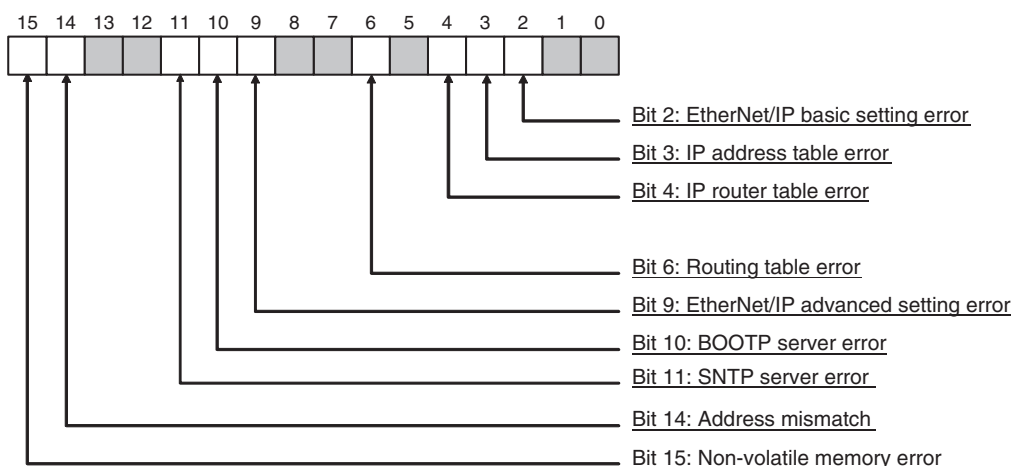 15 14 13 12 11 10 9 8 7 6 5 4 3 2 1 0
Bit 2: EtherNet/IP basic setting error
Bit 3: IP address table error
Bit 4: IP router table error
Bit 6: Routing table error
Bit 9: EtherNet/IP advanced setting error
Bit 10: BOOTP server error
Bit 11: SNTP server error
Bit 14: Address mismatch
Bit 15: Non-volatile memory error